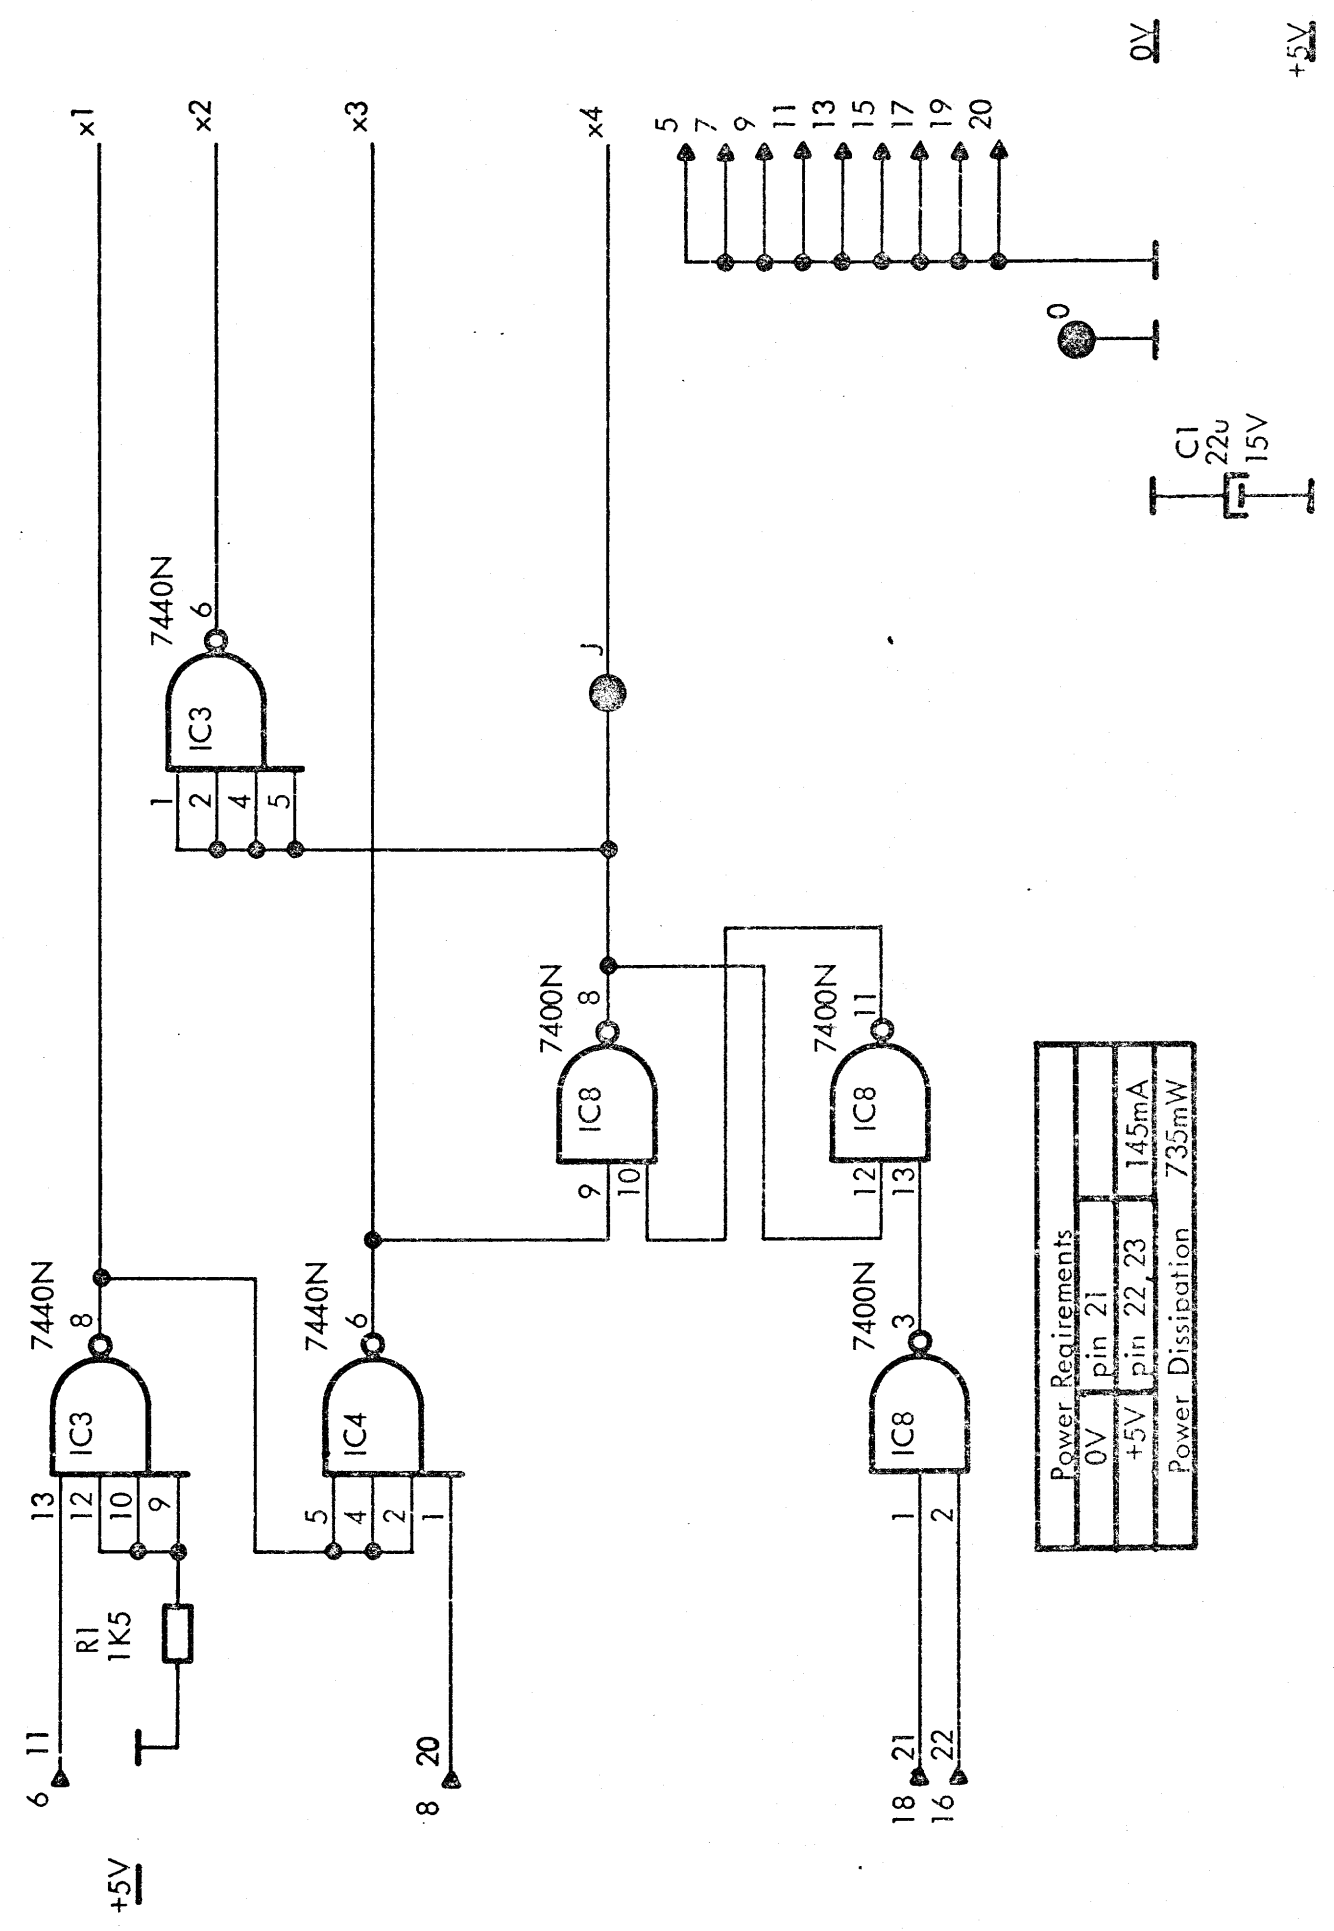 +5V
6 11
R1
1K5
13
12
10
9
IC3
7440N
8
x1
1
2
4
5
IC3
7440N
6
x2
8 20
5
4
2
1
IC4
7440N
6
x3
9
10
IC8
7400N
8
J
x4
12
13
IC8
7400N
11
18 21
16 22
1
2
IC8
7400N
3
5
7
9
11
13
15
17
19
20
0
0V
C1
22u
15V
+5V
Power Reqirements
0V pin 21
+5V pin 22, 23 145mA
Power Dissipation 735mW